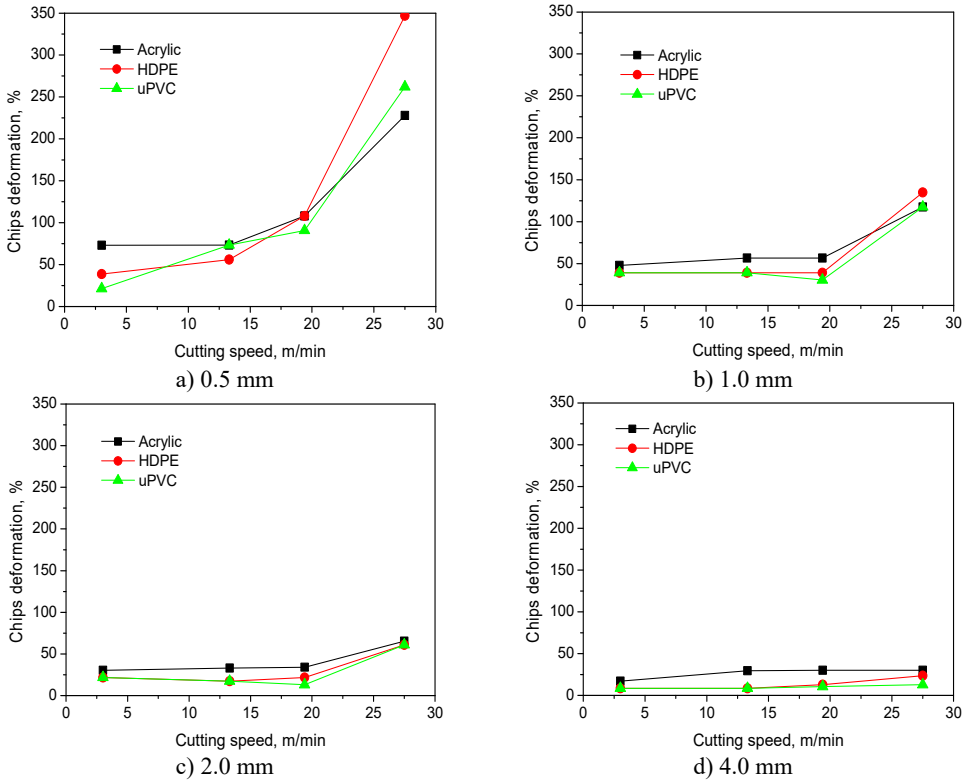 350
300
250
200
150
100
50
0
Chips deformation, %
Acrylic
HDPE
uPVC
0 5 10 15 20 25 30
Cutting speed, m/min
a) 0.5 mm
350
300
250
200
150
100
50
0
Chips deformation, %
Acrylic
HDPE
uPVC
0 5 10 15 20 25 30
Cutting speed, m/min
b) 1.0 mm
350
300
250
200
150
100
50
0
Chips deformation, %
Acrylic
HDPE
uPVC
0 5 10 15 20 25 30
Cutting speed, m/min
c) 2.0 mm
350
300
250
200
150
100
50
0
Chips deformation, %
Acrylic
HDPE
uPVC
0 5 10 15 20 25 30
Cutting speed, m/min
d) 4.0 mm